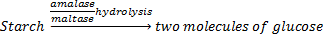 amalase
maltase hydrolysis
Starch ⟶ two molecules of glucose